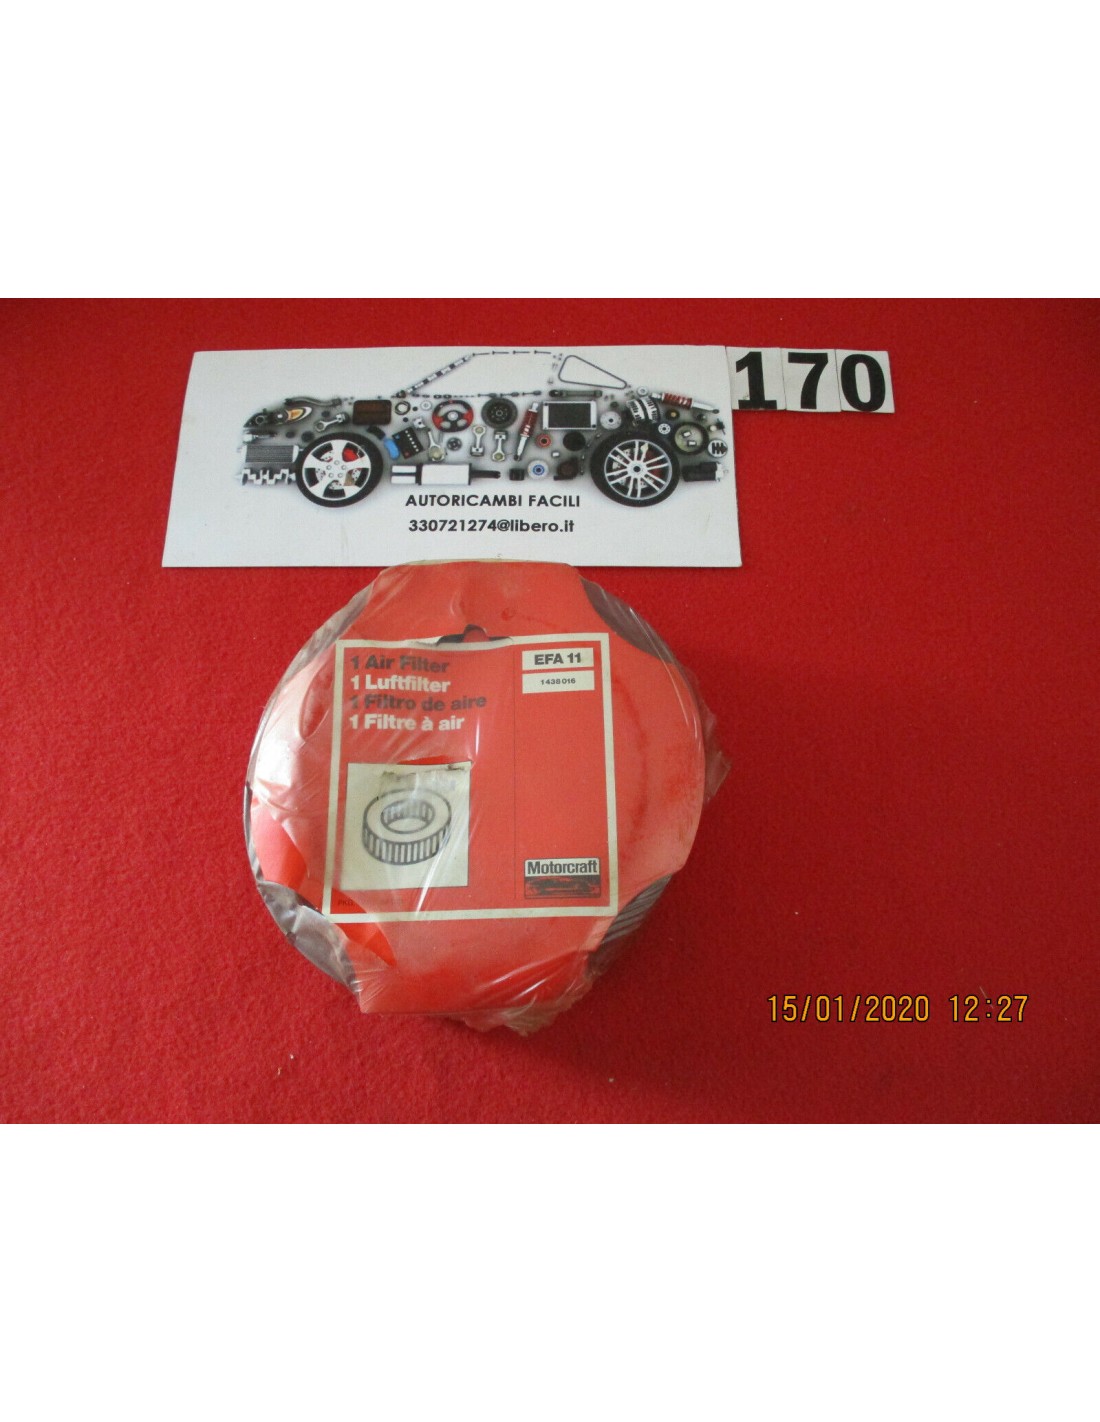 170
AUTORICAMBI FACILI
330721274@libero.it
1 Air Filter
1 Luftfilter
1 Filtro de aire
1 Filtre à air
EFA 11
1438016
Motorcraft
15/01/2020 12:27